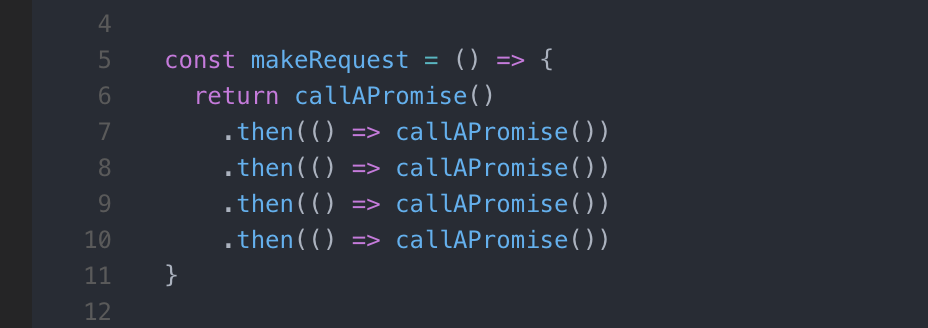 4
5 const makeRequest = () => {
6 return callAPromise()
7 .then(() => callAPromise())
8 .then(() => callAPromise())
9 .then(() => callAPromise())
10 .then(() => callAPromise())
11 }
12